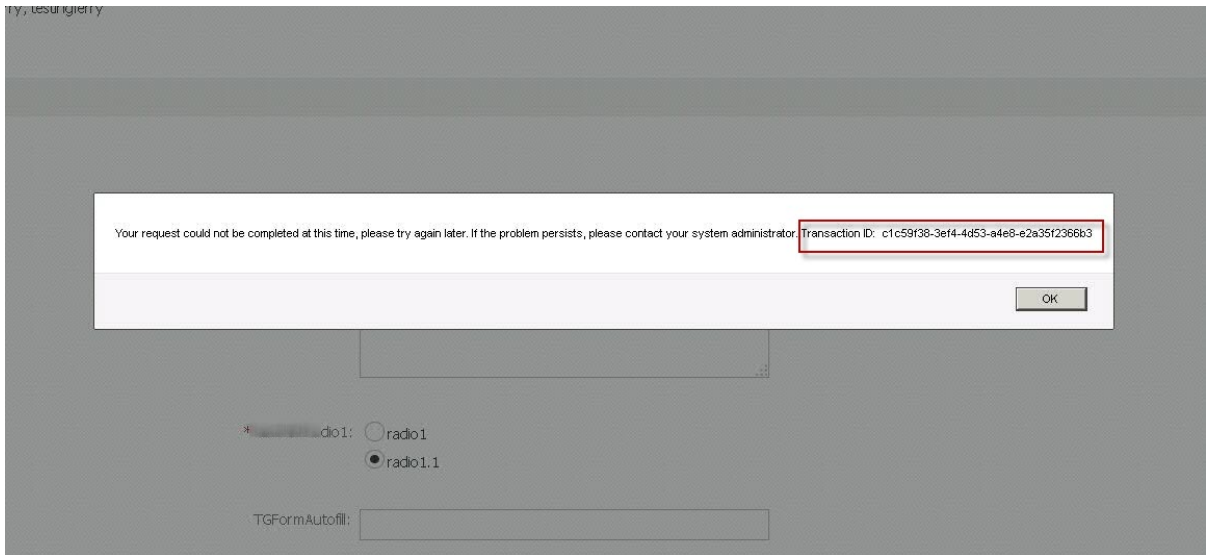 Your request could not be completed at this time, please try again later. If the problem persists, please contact your system administrator. Transaction ID: c1c59f38-3ef4-4d53-a4e8-e2a35f2366b3
OK
dio1:
radio1
radio1.1
TGFormAutofill: